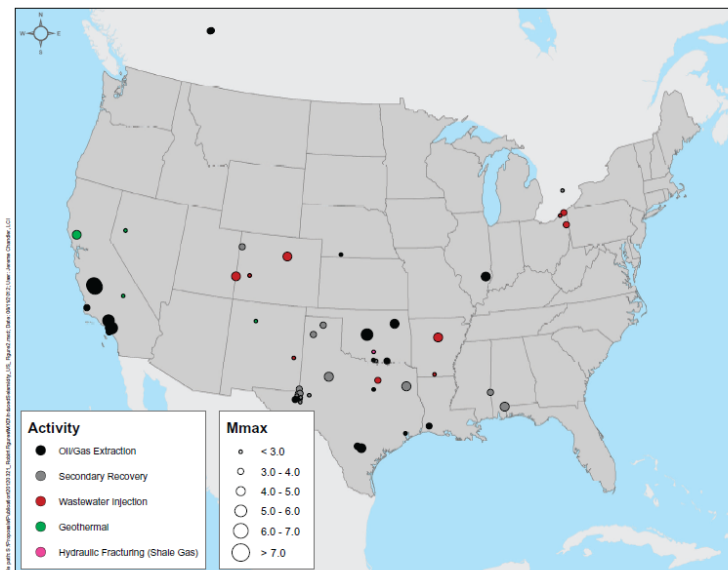 N
W E
S
Activity
Oil/Gas Extraction
Secondary Recovery
Wastewater Injection
Geothermal
Hydraulic Fracturing (Shale Gas)
Mmax
< 3.0
3.0 - 4.0
4.0 - 5.0
5.0 - 6.0
6.0 - 7.0
> 7.0